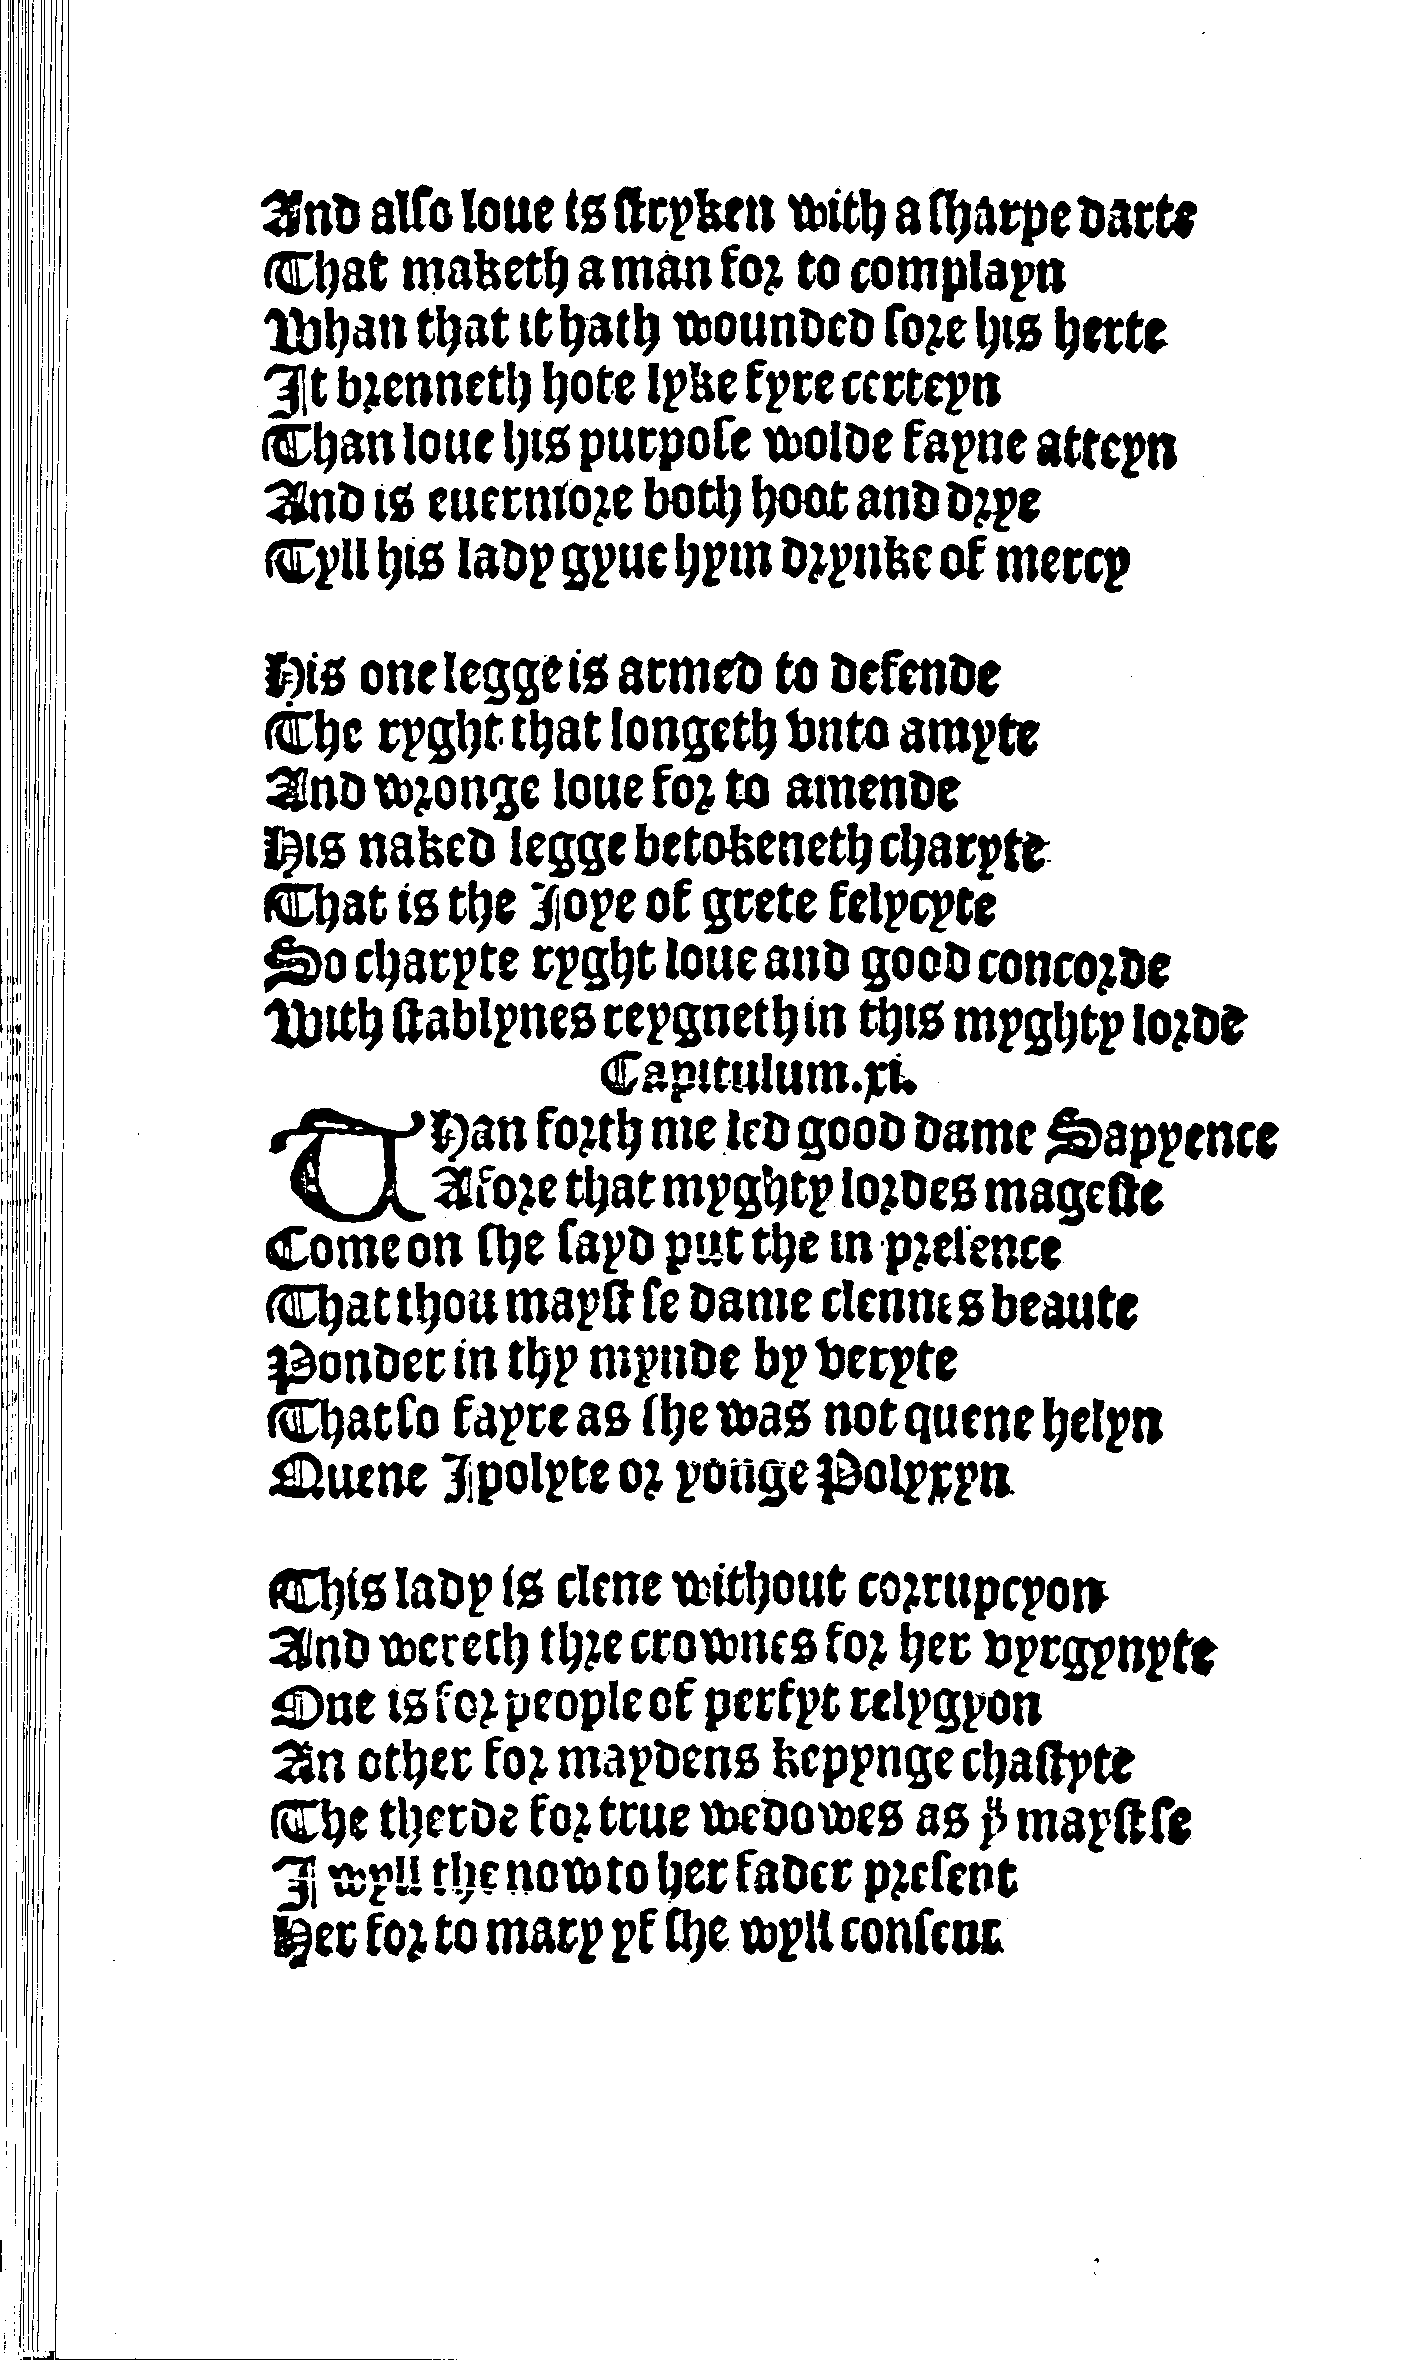 And alſo loue is ſtryken with a ſharpe darte
That maketh a man for to complayn
Whan that it hath wounded ſore his herte
It brenneth hote lyke fyre certeyn
Than loue his purpoſe wolde fayne atteyn
And is euermore both hoot and drye
Tyll his lady gyue hym drynke of mercy

His one legge is armed to defende
The ryght that longeth vnto amyte
And wronge loue for to amende
His naked legge betokeneth charyte
That is the Joye of grete felycyte
So charyte ryght loue and good concorde
With ſtablynes reygneth in this myghty lorde
Capitulum.xi.
THan forth me led good dame Sapyence
Afore that myghty lordes mageſte
Come on ſhe ſayd put the in preſence
That thou mayſt ſe dame clennes beaute
Ponder in thy mynde by veryte
That ſo fayre as ſhe was not quene helyn
Quene Ipolyte or yonge Polyxyn

This lady is clene without corrupcyon
And wereth thre crownes for her vyrgynyte
One is for people of perfyt relygyon
An other for maydens kepynge chaſtyte
The therde for true wedowes as yͧ mayſt ſe
I wyll the now to her fader preſent
Her for to mary yf ſhe wyll conſent